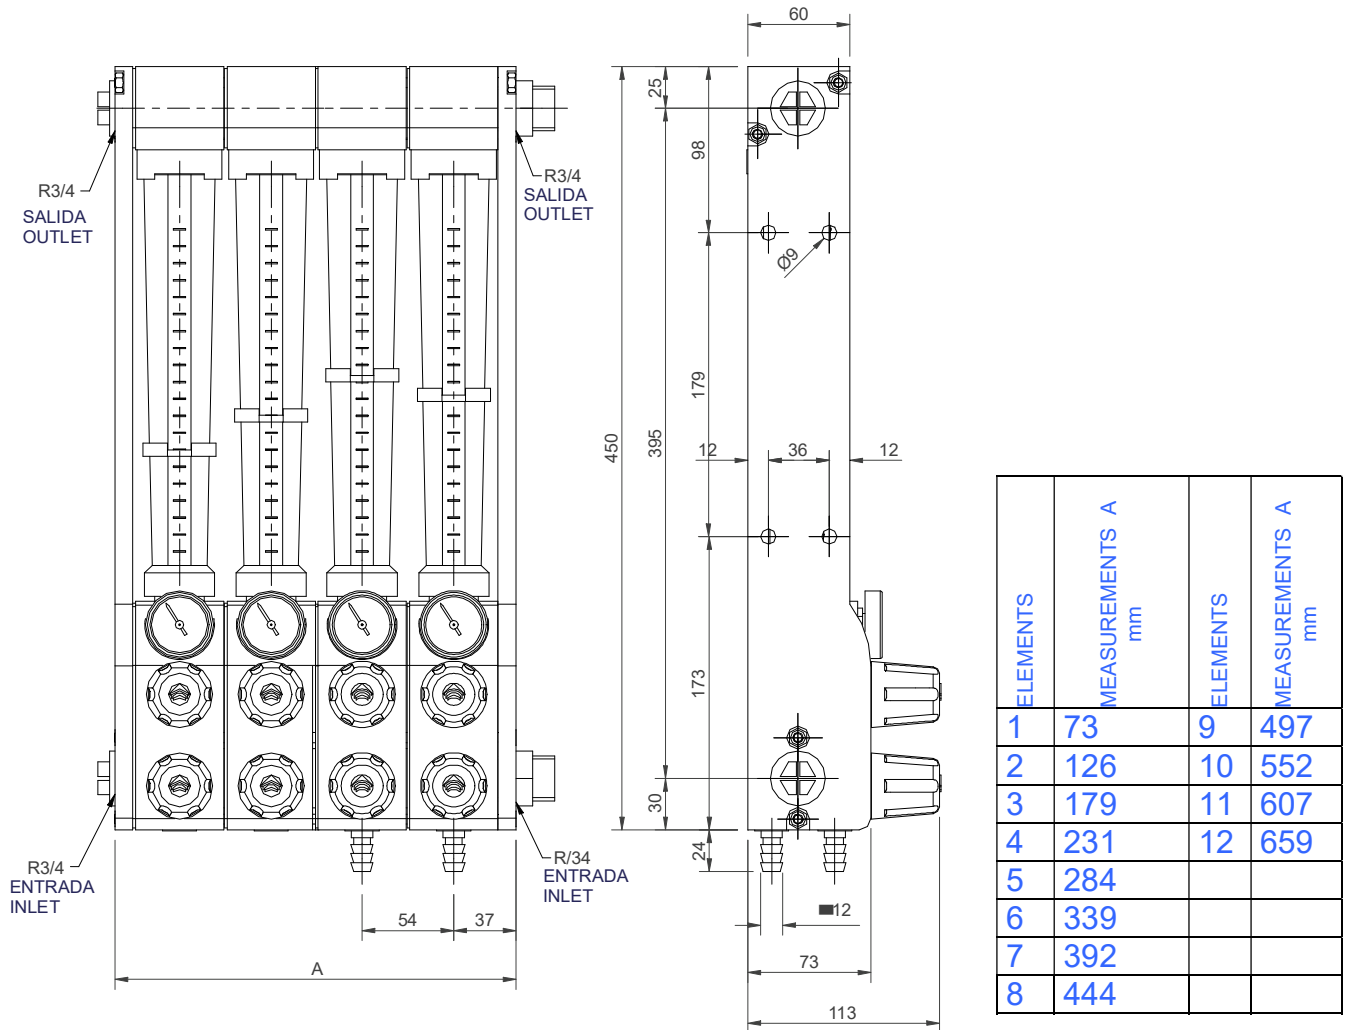 60
25
98
R3/4
SALIDA
OUTLET
R3/4
SALIDA
OUTLET
Ø9
179
450
395
12
36
12
173
30
24
R3/4
ENTRADA
INLET
R/34
ENTRADA
INLET
54
37
■12
A
73
113
ELEMENTS
MEASUREMENTS A
mm
ELEMENTS
MEASUREMENTS A
mm
1 73 9 497
2 126 10 552
3 179 11 607
4 231 12 659
5 284
6 339
7 392
8 444